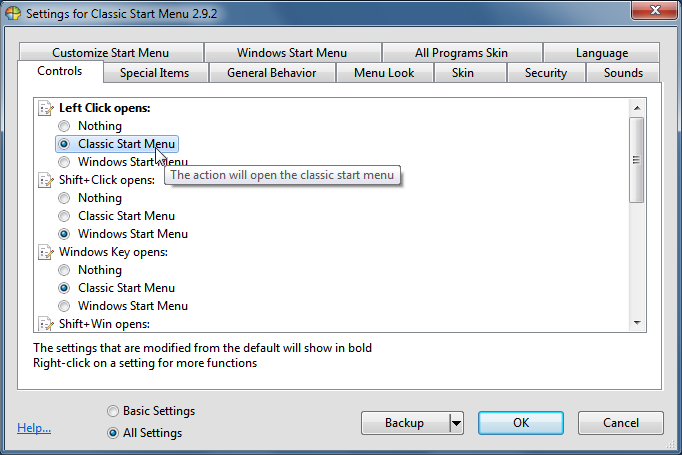 Settings for Classic Start Menu 2.9.2
Customize Start Menu
Windows Start Menu
All Programs Skin
Language
Controls
Special Items
General Behavior
Menu Look
Skin
Security
Sounds
Left Click opens:
Nothing
Classic Start Menu
Windows Start Menu
The action will open the classic start menu
Shift+Click opens:
Nothing
Classic Start Menu
Windows Start Menu
Windows Key opens:
Nothing
Classic Start Menu
Windows Start Menu
Shift+Win opens:
The settings that are modified from the default will show in bold
Right-click on a setting for more functions
Help...
Basic Settings
All Settings
Backup
OK
Cancel